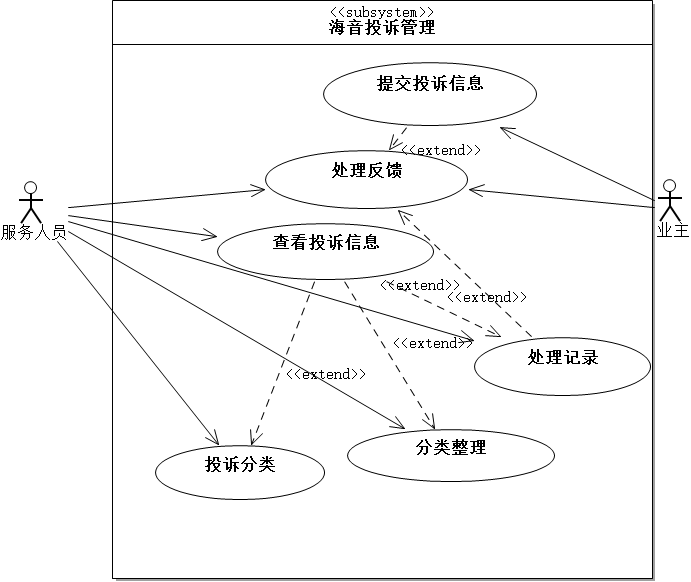 <<subsystem>>
海音投诉管理
提交投诉信息
<<extend>>
处理反馈
服务人员
业主
查看投诉信息
<<extend>>
<<extend>>
<<extend>>
处理记录
<<extend>>
分类整理
投诉分类